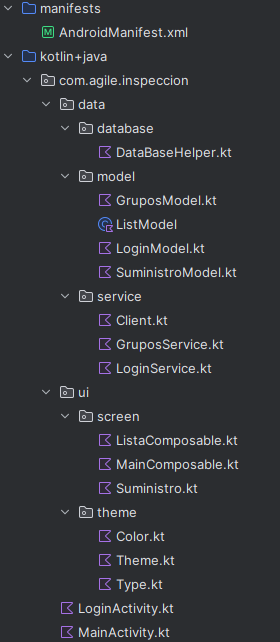 manifests
AndroidManifest.xml
kotlin+java
com.agile.inspeccion
data
database
DataBaseHelper.kt
model
GruposModel.kt
ListModel
LoginModel.kt
SuministroModel.kt
service
Client.kt
GruposService.kt
LoginService.kt
ui
screen
ListaComposable.kt
MainComposable.kt
Suministro.kt
theme
Color.kt
Theme.kt
Type.kt
LoginActivity.kt
MainActivity.kt